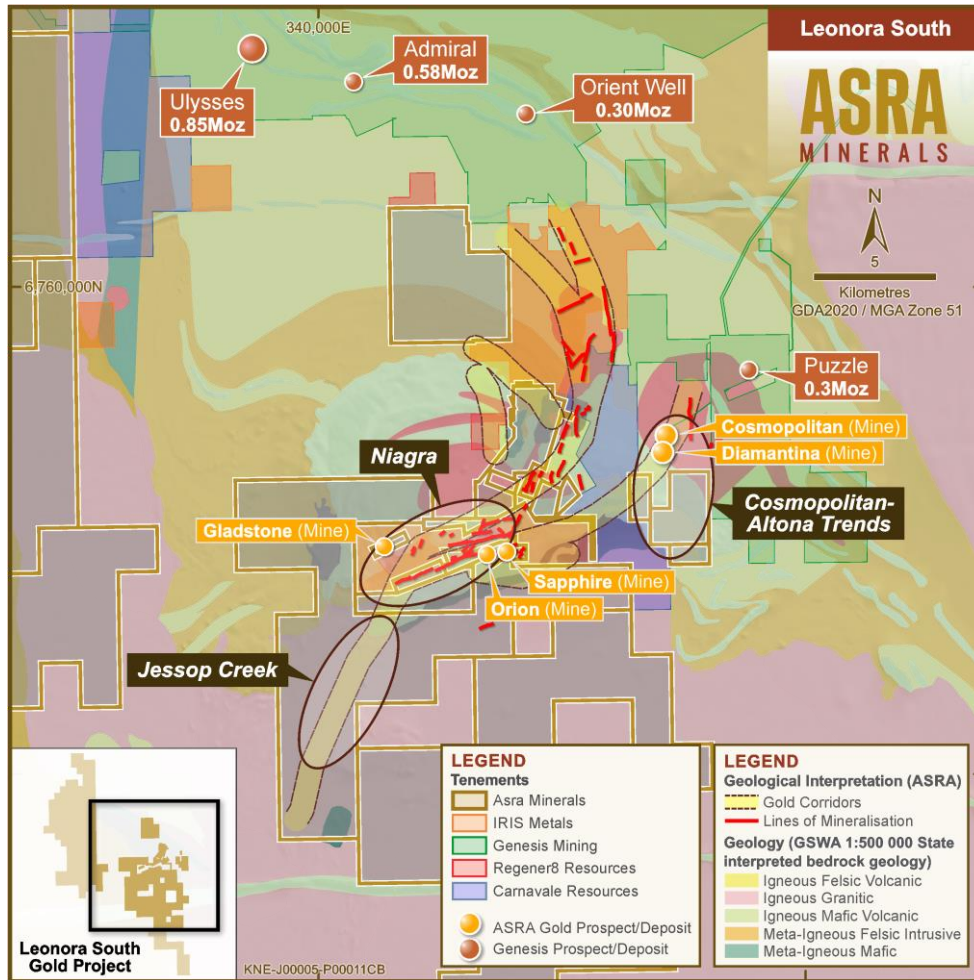 Leonora South
ASRA
MINERALS
340,000E
6,760,000N
N
5
Kilometres
GDA2020 / MGA Zone 51
Ulysses
0.85Moz
Admiral
0.58Moz
Orient Well
0.30Moz
Puzzle
0.3Moz
Cosmopolitan (Mine)
Diamantina (Mine)
Cosmopolitan-
Altona Trends
Niagra
Gladstone (Mine)
Sapphire (Mine)
Orion (Mine)
Jessop Creek
Leonora South
Gold Project
KNE-J00005-P00011CB
LEGEND
Tenements
Asra Minerals
IRIS Metals
Genesis Mining
Regener8 Resources
Carnavale Resources
ASRA Gold Prospect/Deposit
Genesis Prospect/Deposit
LEGEND
Geological Interpretation (ASRA)
Gold Corridors
Lines of Mineralisation
Geology (GSWA 1:500 000 State
interpreted bedrock geology)
Igneous Felsic Volcanic
Igneous Granitic
Igneous Mafic Volcanic
Meta-Igneous Felsic Intrusive
Meta-Igneous Mafic